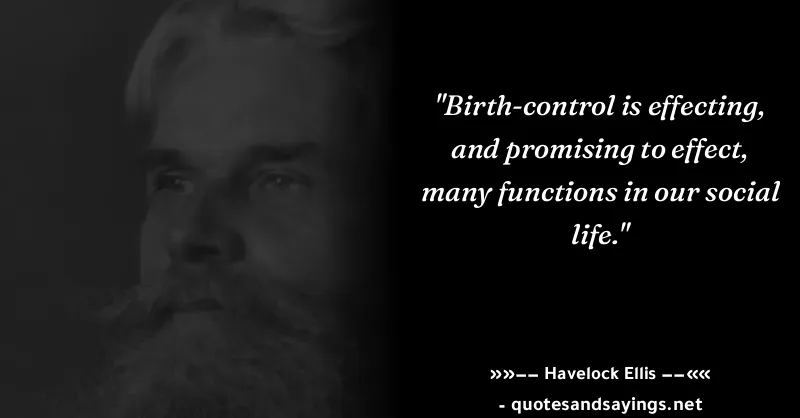 "Birth-control is effecting,
and promising to effect,
many functions in our social
life."
»»—— Havelock Ellis ——««
- quotesandsayings.net